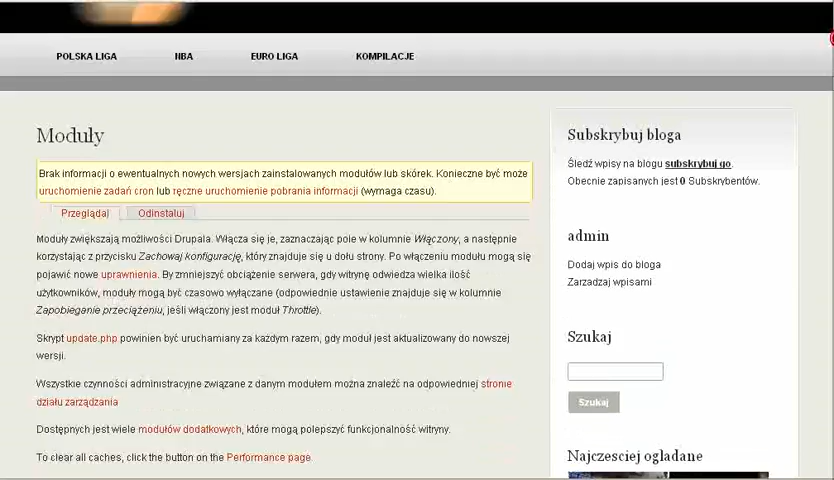 POLSKA LIGA NBA EURO LIGA KOMPILACJE
Moduły
Brak informacji o ewentualnych nowych wersjach zainstalowanych modułów lub skórek. Konieczne być może
uruchomienie zadań cron lub ręczne uruchomienie pobrania informacji (wymaga czasu).
Przeglądaj Odinstaluj
Moduły zwiększają możliwości Drupala. Włącza się je, zaznaczając pole w kolumnie Włączony, a następnie
korzystając z przycisku Zachowaj konfigurację, który znajduje się u dołu strony. Po włączeniu modułu mogą się
pojawić nowe uprawnienia. By zmniejszyć obciążenie serwera, gdy witrynę odwiedza wielka ilość
użytkowników, moduły mogą być czasowo wyłączane (odpowiednie ustawienie znajduje się w kolumnie
Zapobieganie przeciążeniu, jeśli włączony jest moduł Throttle).
Skrypt update.php powinien być uruchamiany za każdym razem, gdy moduł jest aktualizowany do nowszej
wersji.
Wszystkie czynności administracyjne związane z danym modułem można znaleźć na odpowiedniej stronie
działu zarządzania
Dostępnych jest wiele modułów dodatkowych, które mogą polepszyć funkcjonalność witryny.
To clear all caches, click the button on the Performance page.
Subskrybuj bloga
Śledź wpisy na blogu subskrybuj go.
Obecnie zapisanych jest 0 Subskrybentów.
admin
Dodaj wpis do bloga
Zarzadzaj wpisami
Szukaj
Szukaj
Najczesciej ogladane